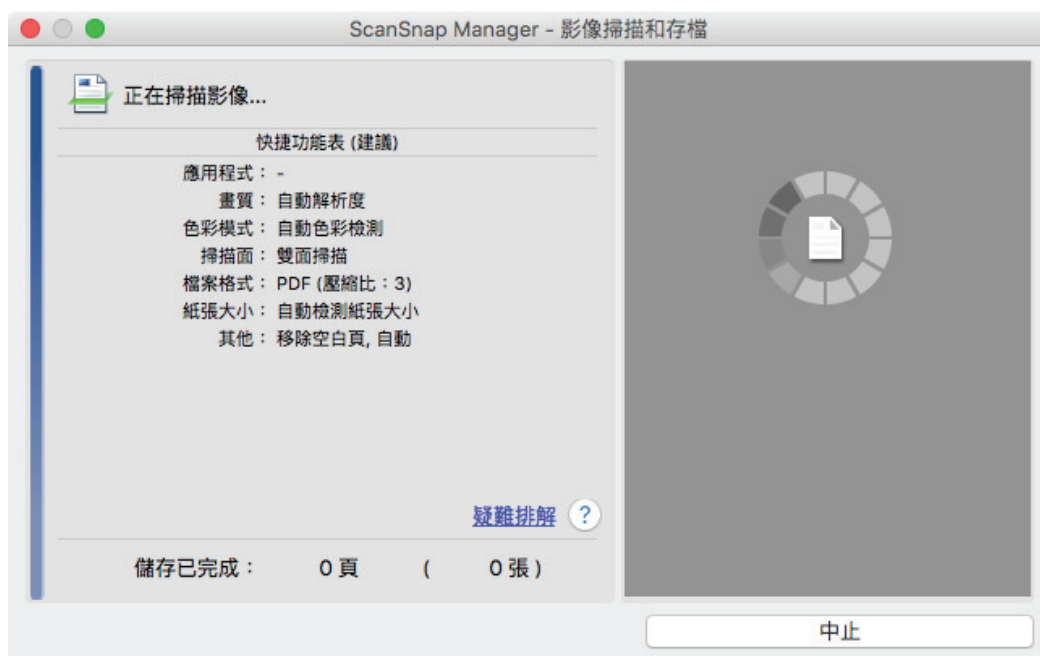 ScanSnap Manager - 影像掃描和存檔
正在掃描影像...
快捷功能表 (建議)
應用程式： -
畫質： 自動解析度
色彩模式： 自動色彩檢測
掃描面： 雙面掃描
檔案格式： PDF (壓縮比：3)
紙張大小： 自動檢測紙張大小
其他： 移除空白頁, 自動
疑難排解 ?
儲存已完成： 0 頁 ( 0 張 )
中止